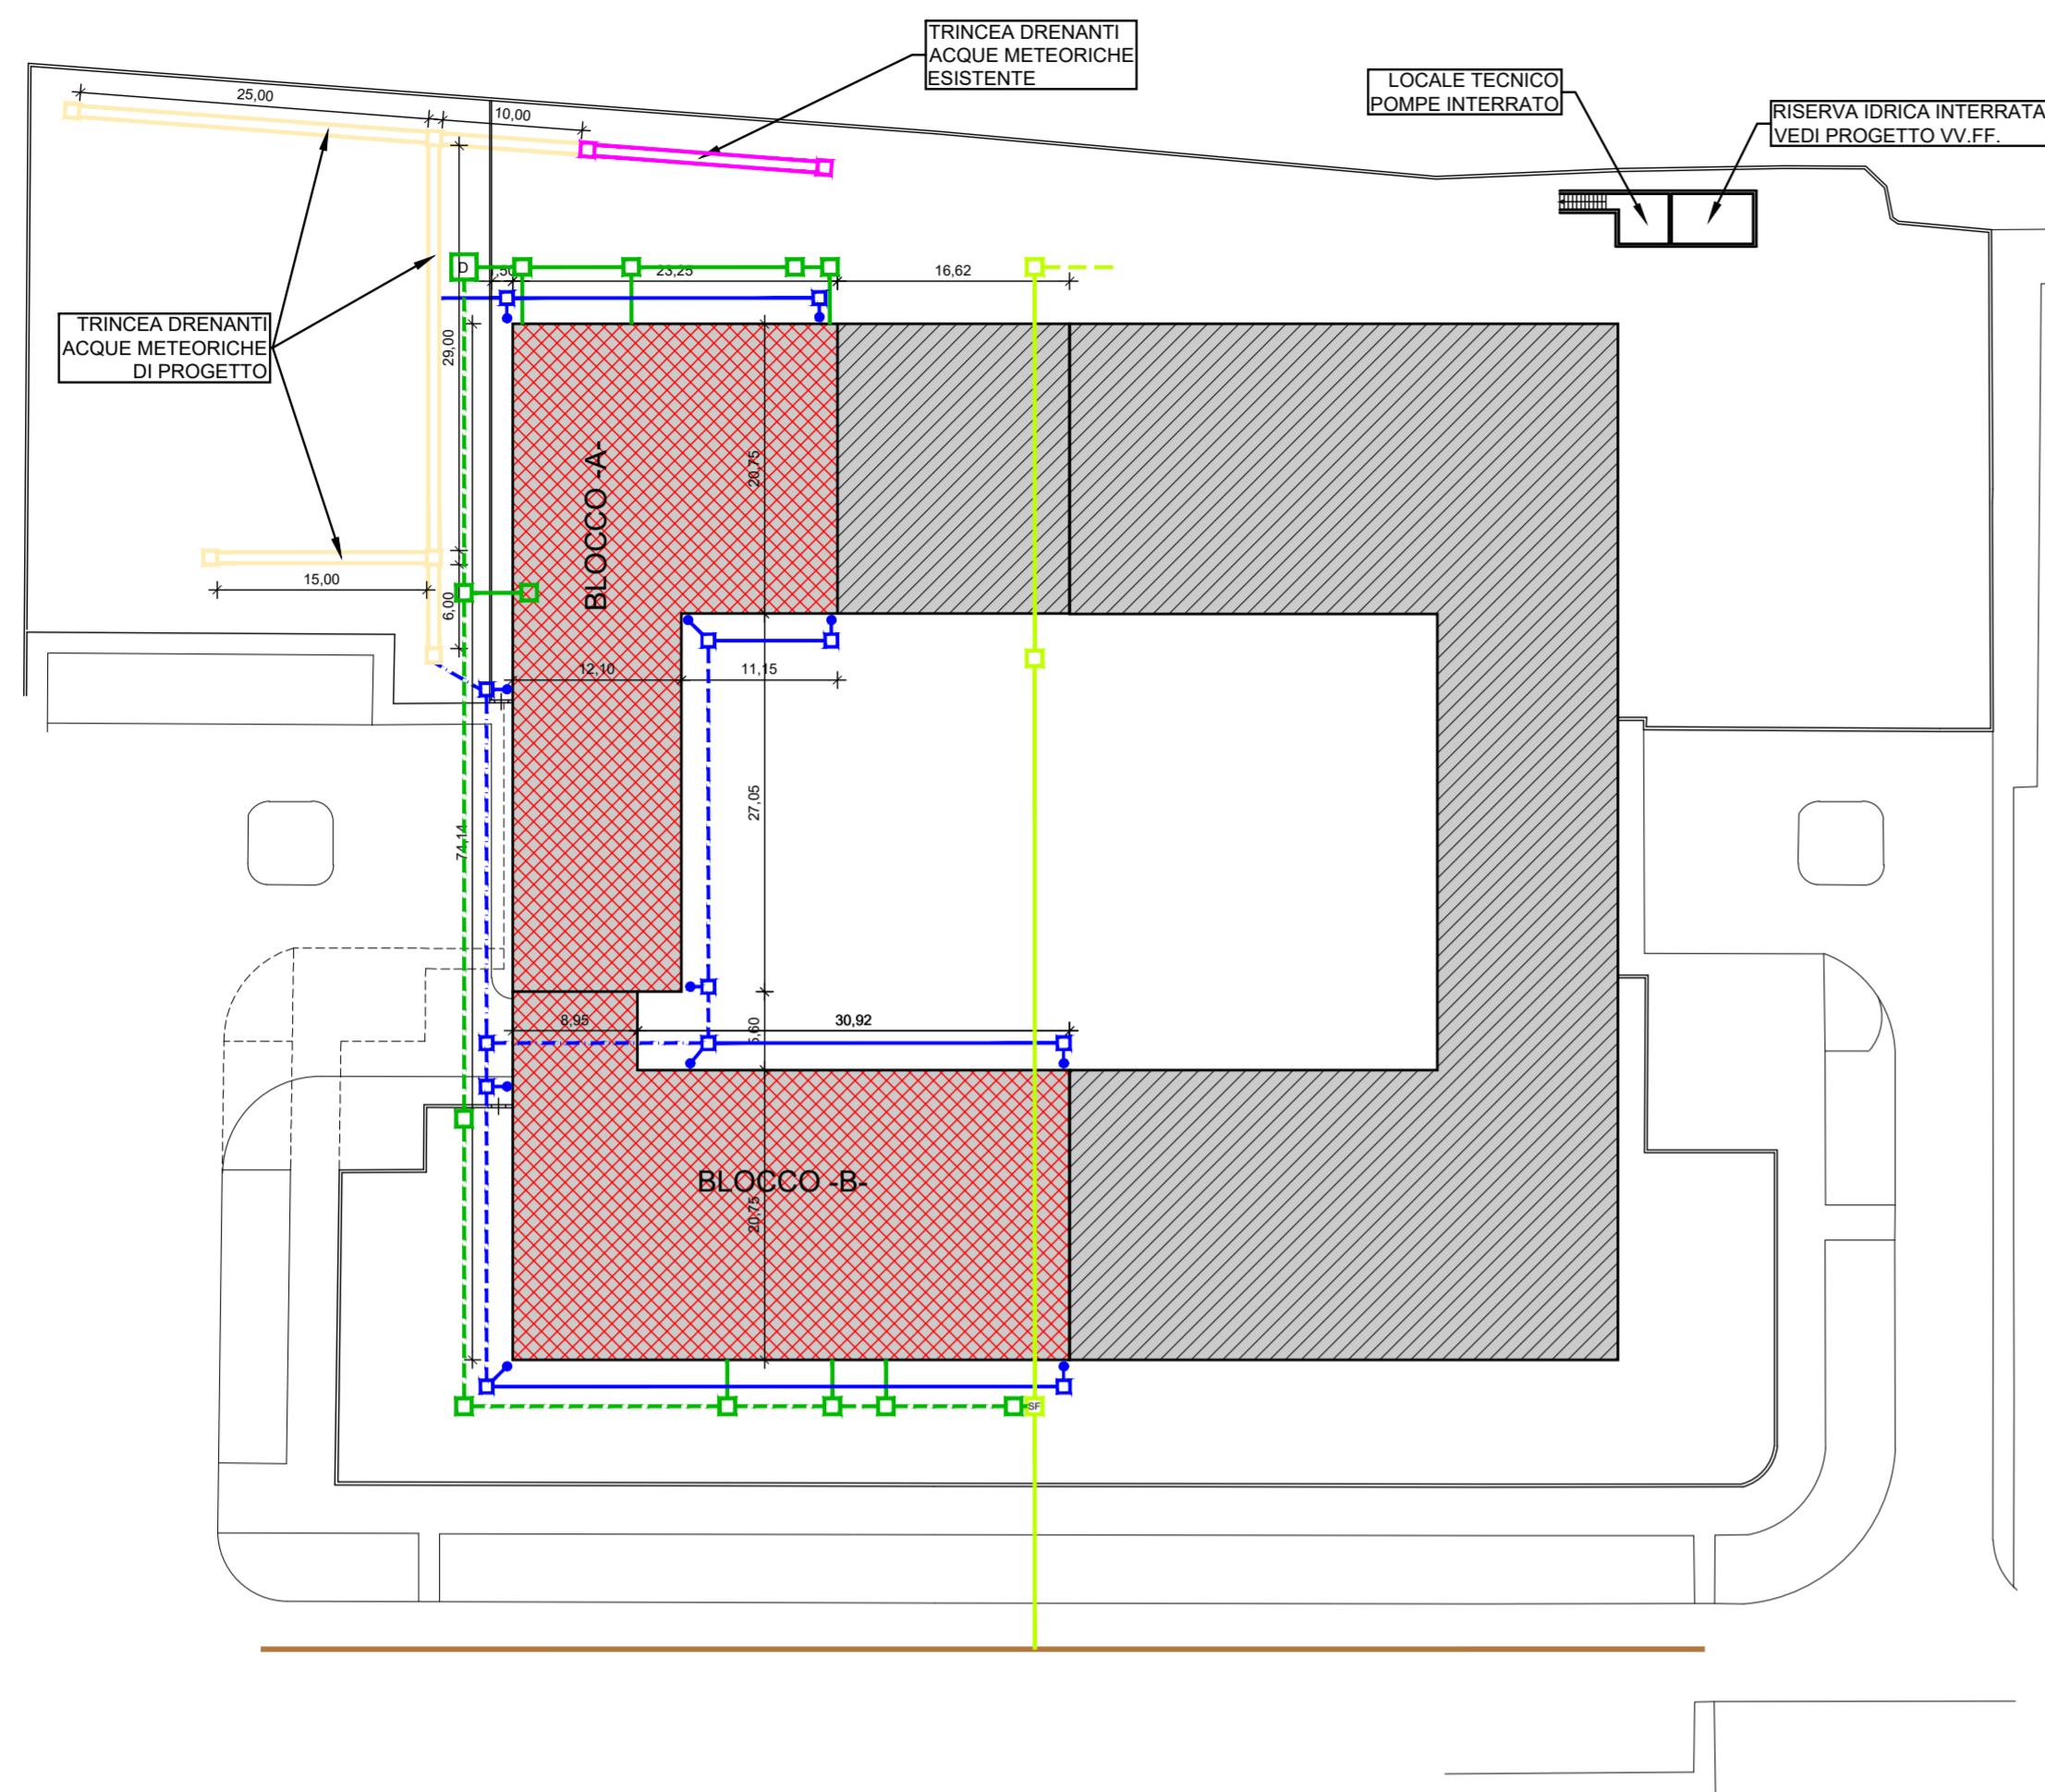 TRINCEA DRENANTI
ACQUE METEORICHE
ESISTENTE
LOCALE TECNICO
POMPE INTERRATO
RISERVA IDRICA INTERRATA
VEDI PROGETTO VV.FF.
25,00
10,00
D
23,25
16,62
TRINCEA DRENANTI
ACQUE METEORICHE
DI PROGETTO
29,00
BLOCCO -A-
20,75
15,00
6,00
12,10
11,15
27,05
74,14
8,95
30,92
BLOCCO -B-
20,75
SF